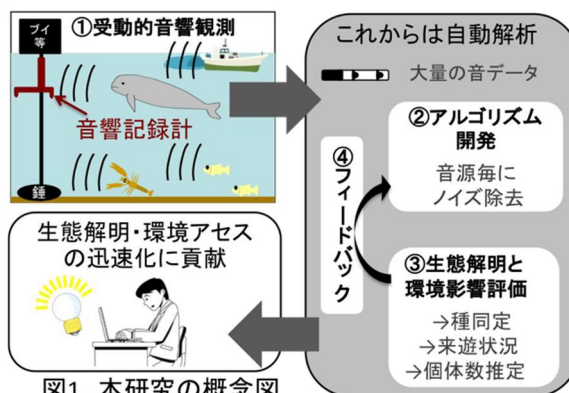 ブイ
等
①受動的音響観測
音響記録計
錘
これからは自動解析
大量の音データ
②アルゴリズム
開発
音源毎に
ノイズ除去
④フィードバック
③生態解明と
環境影響評価
→種同定
→来遊状況
→個体数推定
生態解明・環境アセス
の迅速化に貢献
図1 本研究の概念図